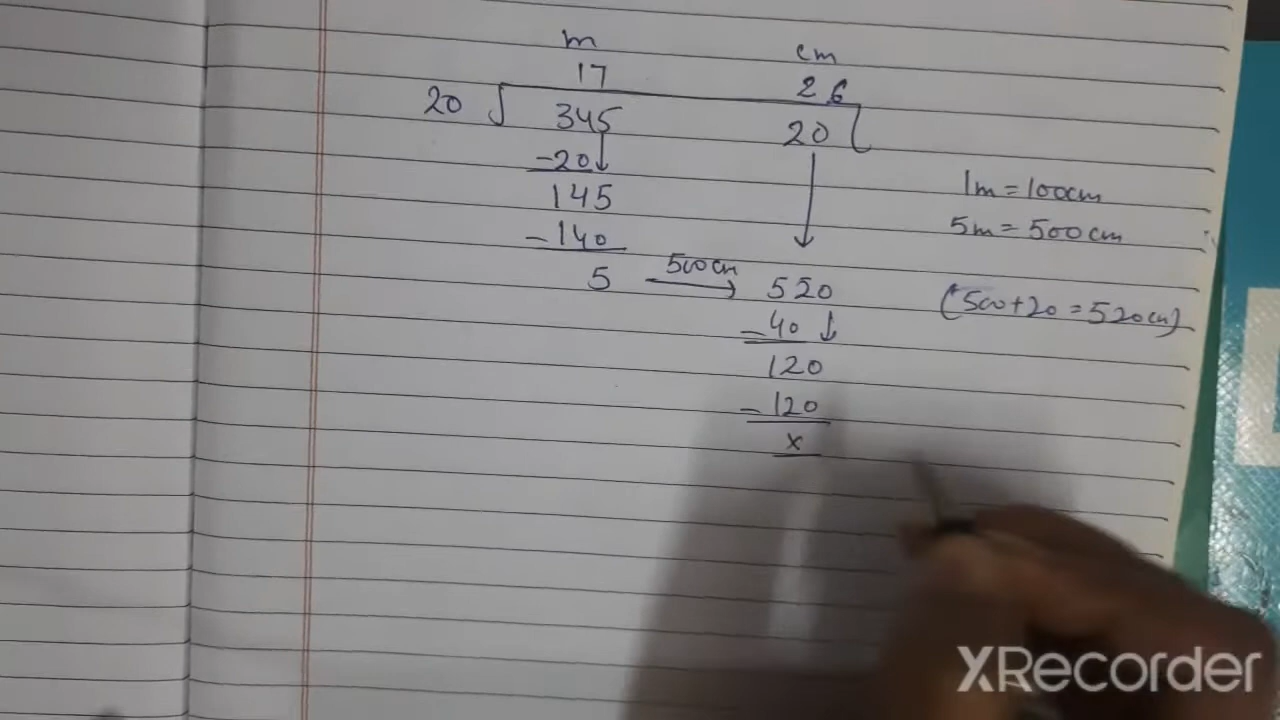 m cm
17 26
20 345 20
-20
145
-140
5 500cm 520
-40
120
-120
x
1m = 100cm
5m = 500cm
(500+20 = 520cm)
XRecorder